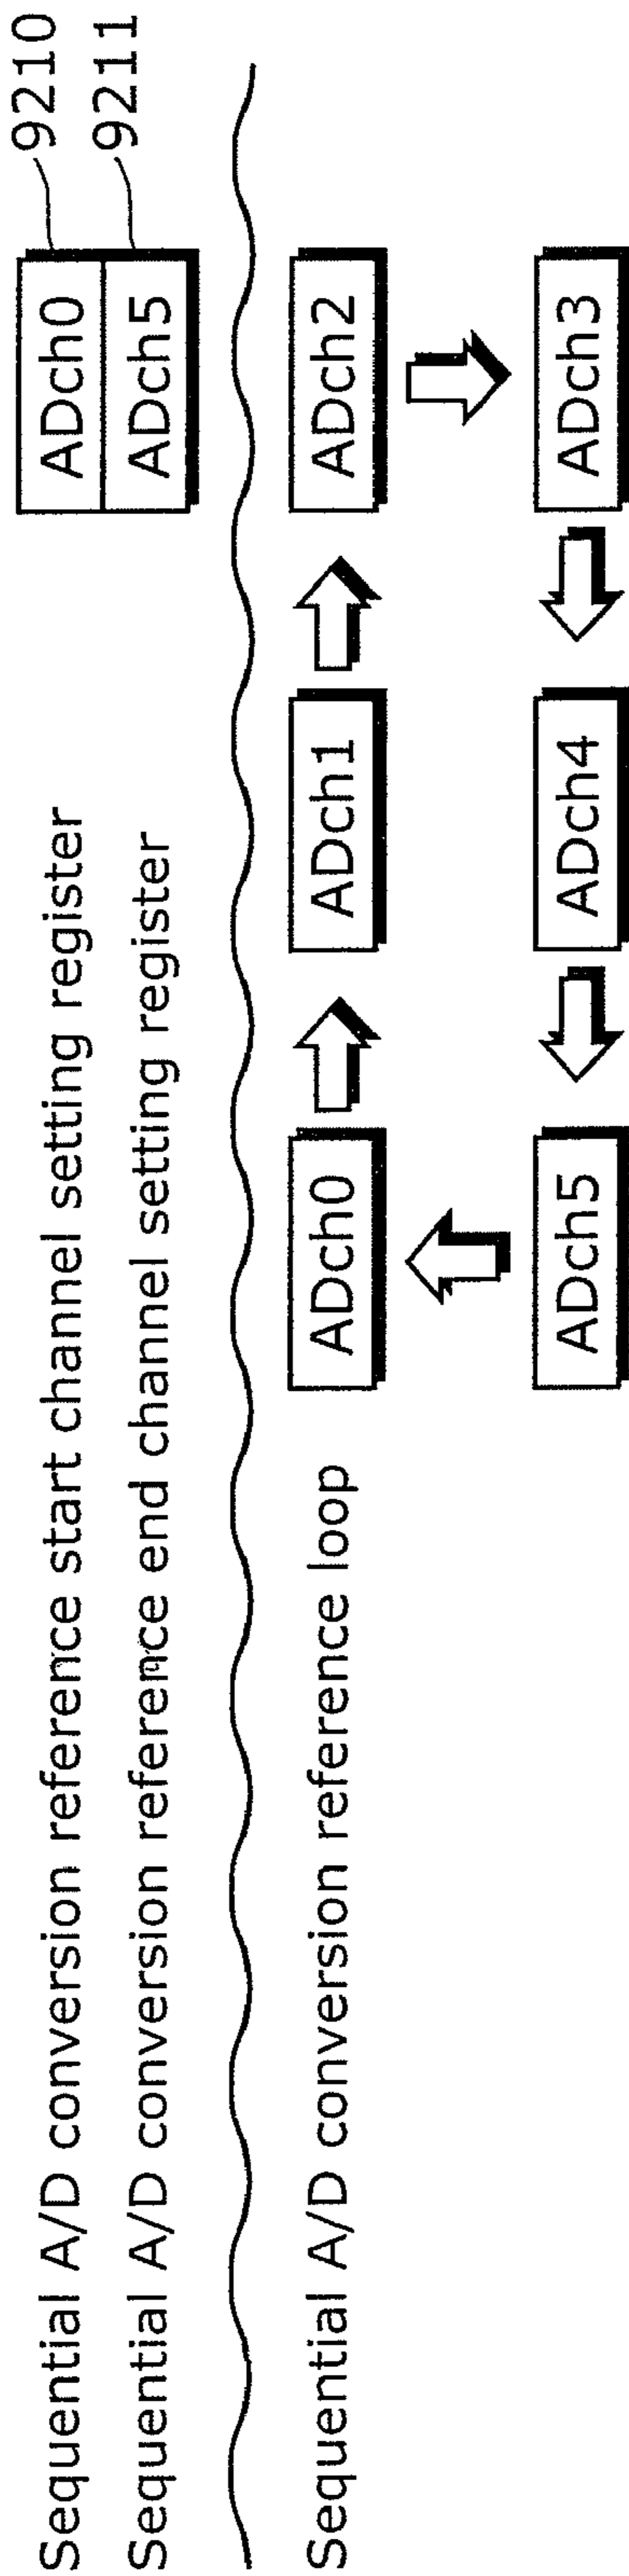 Sequential A/D conversion reference start channel setting register ADch0 9210
Sequential A/D conversion reference end channel setting register ADch5 9211
Sequential A/D conversion reference loop ADch0 ADch1 ADch2
ADch5 ADch4 ADch3